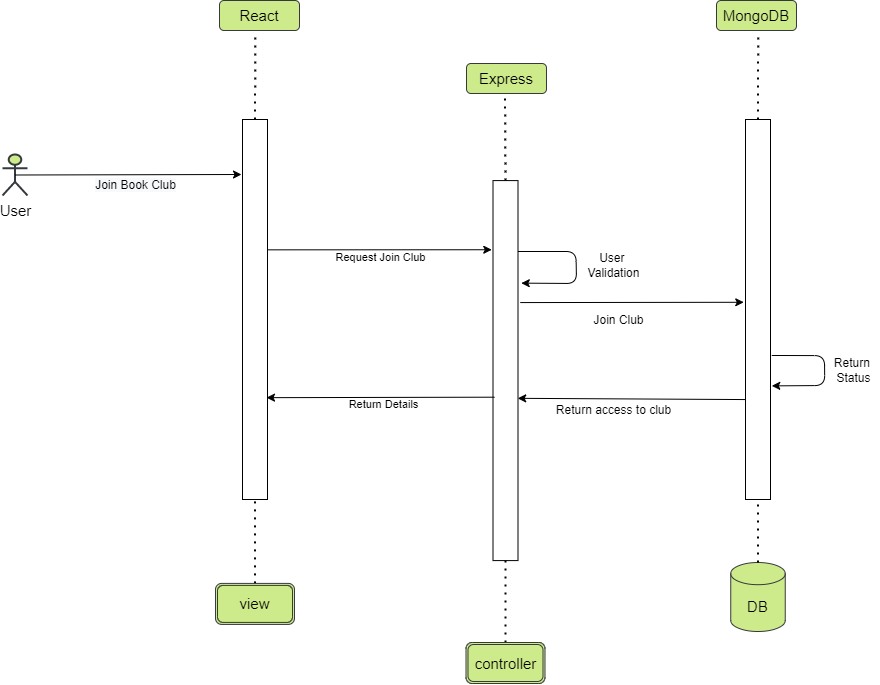 React
MongoDB
Express
Join Book Club
User
Request Join Club
User
Validation
Join Club
Return
Status
Return Details
Return access to club
view
DB
controller